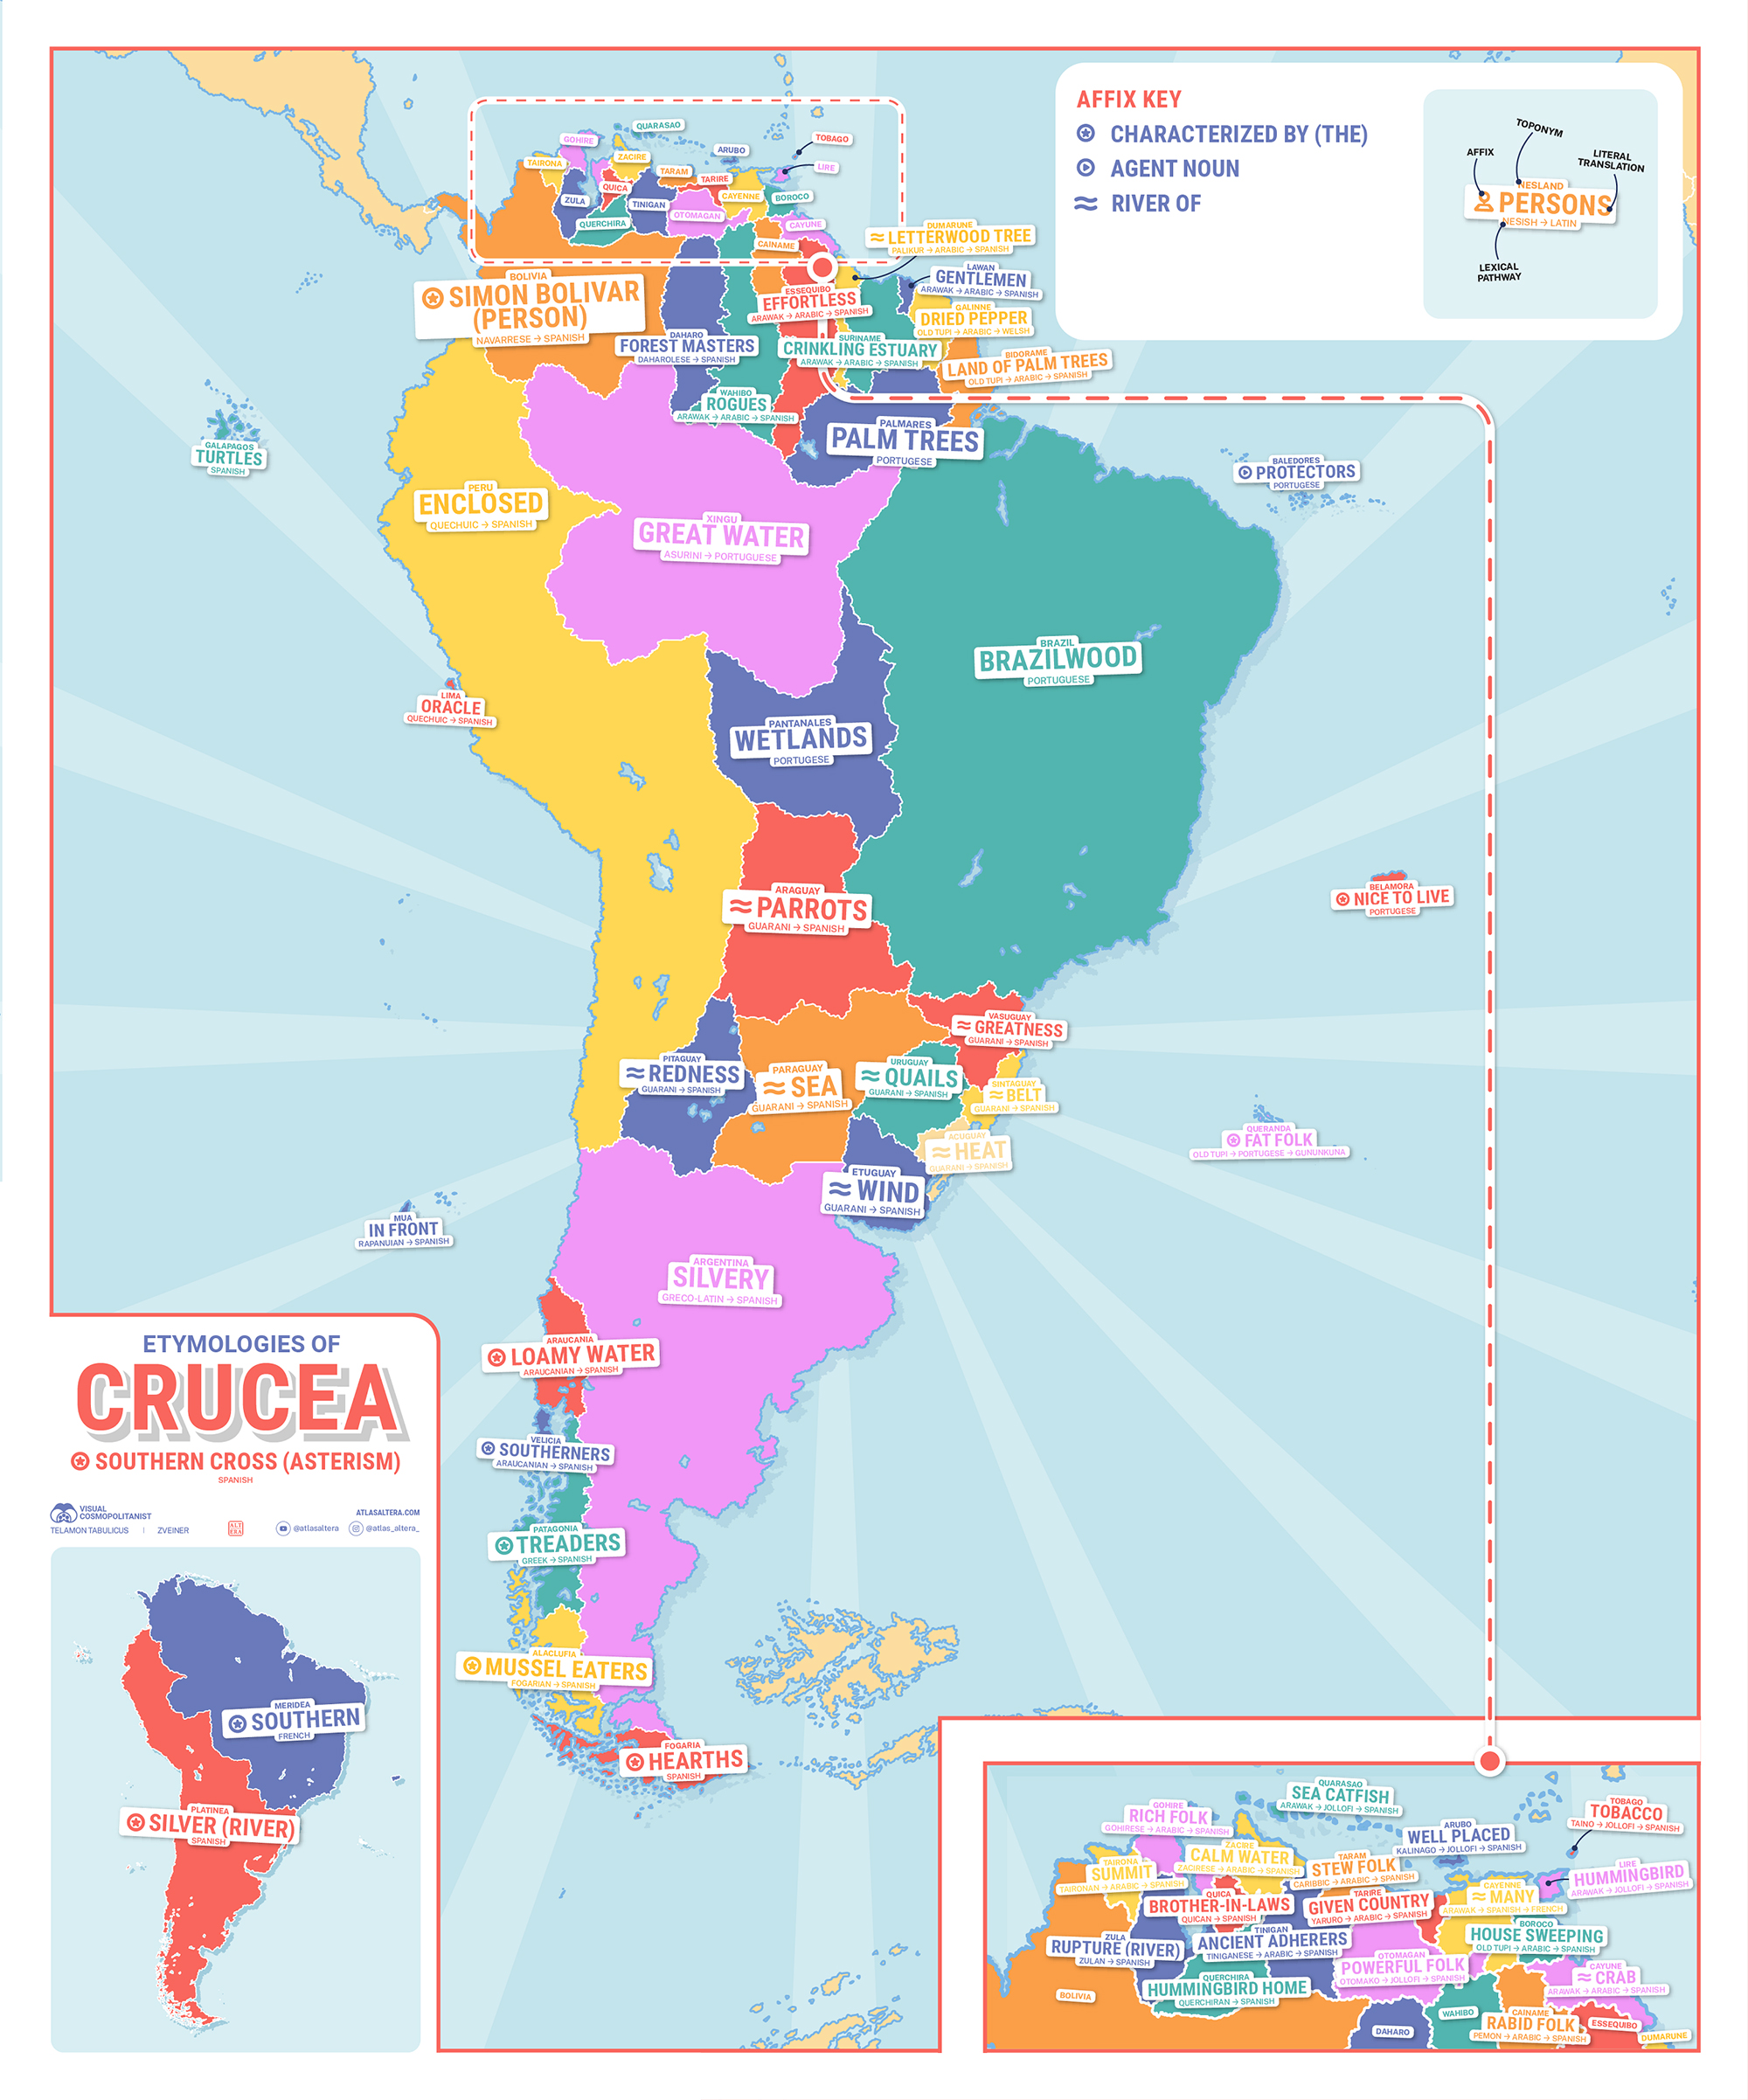 AFFIX KEY
CHARACTERIZED BY (THE)
AGENT NOUN
RIVER OF
TOPONYM
AFFIX
LITERAL
TRANSLATION
NESLAND
PERSONS
NESISH → LATIN
LEXICAL
PATHWAY
QUARASAO
GOHIRE
TOBAGO
ARUBO
ZACIRE
TAIRONA
LIRE
TARAM
TARIRE
QUICA
CAYENNE
BOROCO
ZULA
TINIGAN
OTOMAGAN
QUERCHIRA
CAYUNE
CAINAME
DUMARUNE
LETTERWOOD TREE
PALIKUR → ARABIC → SPANISH
LAWAN
GENTLEMEN
ARAWAK → ARABIC → SPANISH
BOLIVIA
SIMON BOLIVAR
(PERSON)
NAVARRESE → SPANISH
ESSEQUIBO
EFFORTLESS
ARAWAK → ARABIC → SPANISH
GALINNE
DRIED PEPPER
OLD TUPI → ARABIC → WELSH
DAHARO
FOREST MASTERS
DAHAROLESE → SPANISH
SURINAME
CRINKLING ESTUARY
ARAWAK → ARABIC → SPANISH
BIDORAME
LAND OF PALM TREES
OLD TUPI → ARABIC → SPANISH
WAHIBO
ROGUES
ARAWAK → ARABIC → SPANISH
PALMARES
PALM TREES
PORTUGESE
GALAPAGOS
TURTLES
SPANISH
BALEDORES
PROTECTORS
PORTUGESE
PERU
ENCLOSED
QUECHUIC → SPANISH
XINGU
GREAT WATER
ASURINI → PORTUGUESE
BRAZIL
BRAZILWOOD
PORTUGUESE
LIMA
ORACLE
QUECHUIC → SPANISH
PANTANALES
WETLANDS
PORTUGESE
ARAGUAY
PARROTS
GUARANI → SPANISH
BELAMORA
NICE TO LIVE
PORTUGESE
VASUGUAY
GREATNESS
GUARANI → SPANISH
PITAGUAY
REDNESS
GUARANI → SPANISH
PARAGUAY
SEA
GUARANI → SPANISH
URUGUAY
QUAILS
GUARANI → SPANISH
SINTAGUAY
BELT
GUARANI → SPANISH
ACUGUAY
HEAT
GUARANI → SPANISH
QUERANDA
FAT FOLK
OLD TUPI → PORTUGESE → GUNUNKUNA
ETUGUAY
WIND
GUARANI → SPANISH
MUA
IN FRONT
RAPANUIAN → SPANISH
ARGENTINA
SILVERY
GRECO-LATIN → SPANISH
ARAUCANIA
LOAMY WATER
ARAUCANIAN → SPANISH
VELICIA
SOUTHERNERS
ARAUCANIAN → SPANISH
PATAGONIA
TREADERS
GREEK → SPANISH
ALACLUFIA
MUSSEL EATERS
FOGARIAN → SPANISH
FOGARIA
HEARTHS
SPANISH
ETYMOLOGIES OF
CRUCEA
SOUTHERN CROSS (ASTERISM)
SPANISH
VISUAL
COSMOPOLITANIST
ATLASALTERA.COM
TELAMON TABULICUS | ZVEINER
ALT
ERA
@atlasaltera
@atlas_altera_
MERIDEA
SOUTHERN
FRENCH
PLATINEA
SILVER (RIVER)
SPANISH
QUARASAO
SEA CATFISH
ARAWAK → JOLLOFI → SPANISH
GOHIRE
RICH FOLK
GOHIRESE → ARABIC → SPANISH
TOBAGO
TOBACCO
TAINO → JOLLOFI → SPANISH
ARUBO
WELL PLACED
KALINAGO → JOLLOFI → SPANISH
ZACIRE
CALM WATER
ZACIRESE → ARABIC → SPANISH
TAIRONA
SUMMIT
TAIRONAN → ARABIC → SPANISH
TARAM
STEW FOLK
CARIBBIC → ARABIC → SPANISH
LIRE
HUMMINGBIRD
ARAWAK → JOLLOFI → SPANISH
QUICA
BROTHER-IN-LAWS
QUICAN → SPANISH
TARIRE
GIVEN COUNTRY
YARURO → ARABIC → SPANISH
CAYENNE
MANY
ARAWAK → SPANISH → FRENCH
BOROCO
HOUSE SWEEPING
OLD TUPI → ARABIC → SPANISH
ZULA
RUPTURE (RIVER)
ZULAN → SPANISH
TINIGAN
ANCIENT ADHERERS
TINIGANESE → ARABIC → SPANISH
OTOMAGAN
POWERFUL FOLK
OTOMAKO → JOLLOFI → SPANISH
QUERCHIRA
HUMMINGBIRD HOME
QUERCHIRAN → SPANISH
CAYUNE
CRAB
ARAWAK → ARABIC → SPANISH
BOLIVIA
WAHIBO
CAINAME
RABID FOLK
PEMON → ARABIC → SPANISH
ESSEQUIBO
DAHARO
DUMARUNE